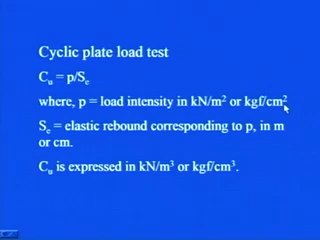 Cyclic plate load test
Cᵤ = p/Sₑ
where, p = load intensity in kN/m² or kgf/cm²
Sₑ = elastic rebound corresponding to p, in m
or cm.
Cᵤ is expressed in kN/m³ or kgf/cm³.